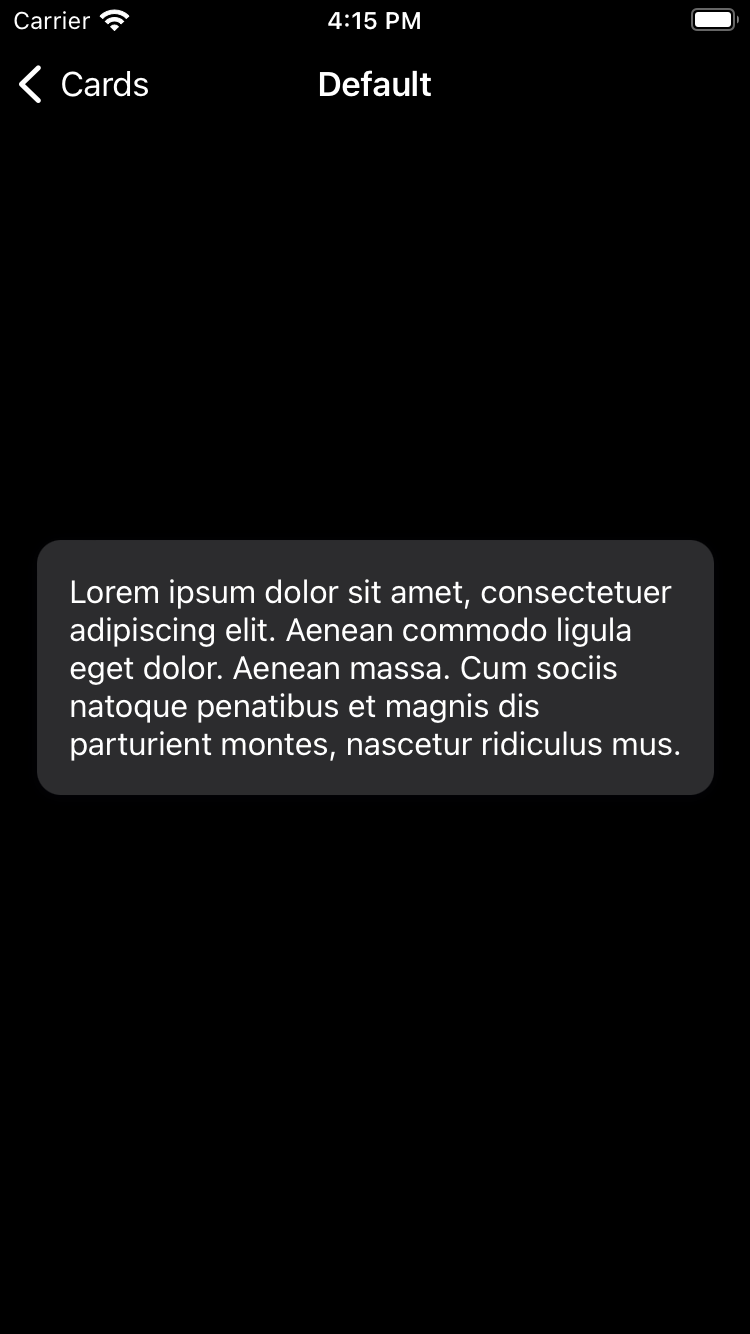 Carrier
4:15 PM
Cards
Default
Lorem ipsum dolor sit amet, consectetuer
adipiscing elit. Aenean commodo ligula
eget dolor. Aenean massa. Cum sociis
natoque penatibus et magnis dis
parturient montes, nascetur ridiculus mus.